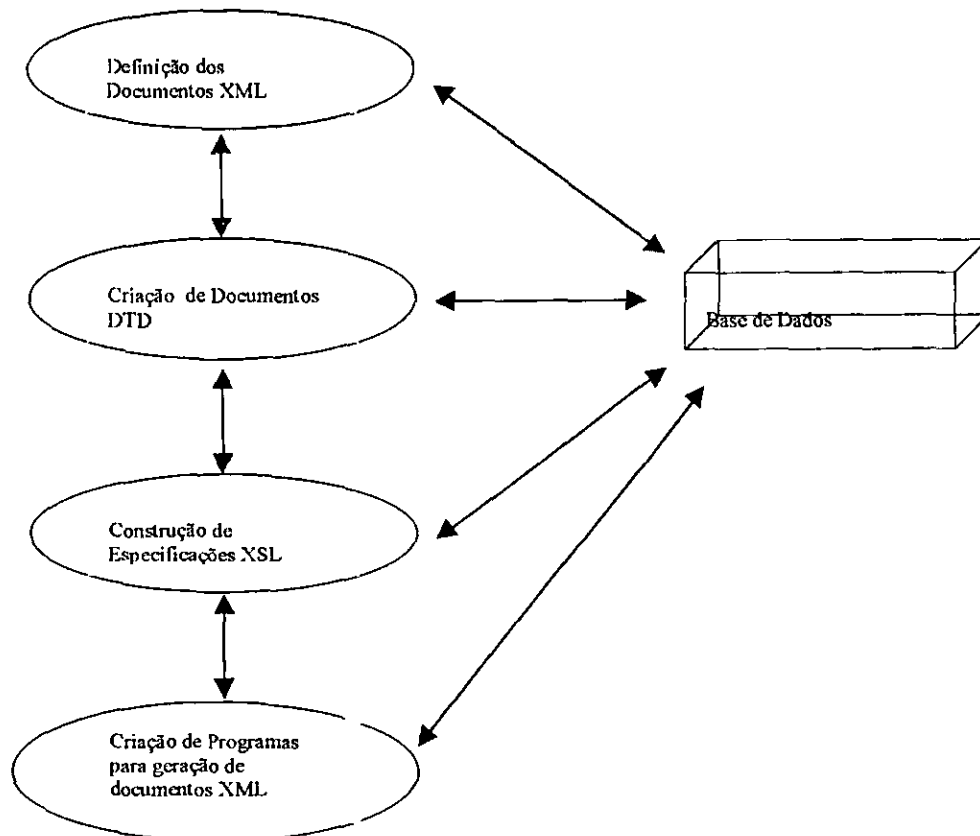 Definição dos
Documentos XML
Criação de Documentos
DTD
Base de Dados
Construção de
Especificações XSL
Criação de Programas
para geração de
documentos XML